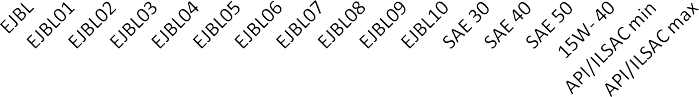 EJBL
EJBL01
EJBL02
EJBL03
EJBL04
EJBL05
EJBL06
EJBL07
EJBL08
EJBL09
EJBL10
SAE 30
SAE 40
SAE 50
15W- 40
API/ILSAC min
API/ILSAC max